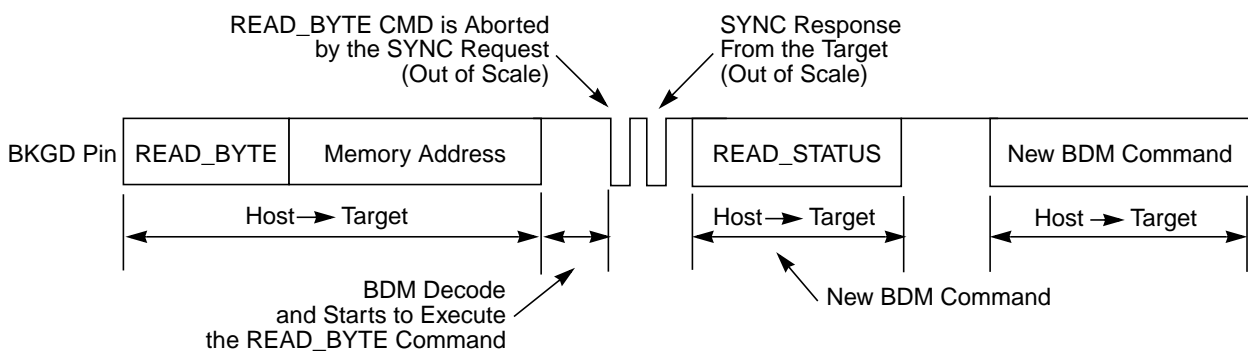 READ_BYTE CMD is Aborted
by the SYNC Request
(Out of Scale)
SYNC Response
From the Target
(Out of Scale)
BKGD Pin
READ_BYTE
Memory Address
READ_STATUS
New BDM Command
Host → Target
Host → Target
Host → Target
BDM Decode
and Starts to Execute
the READ_BYTE Command
New BDM Command